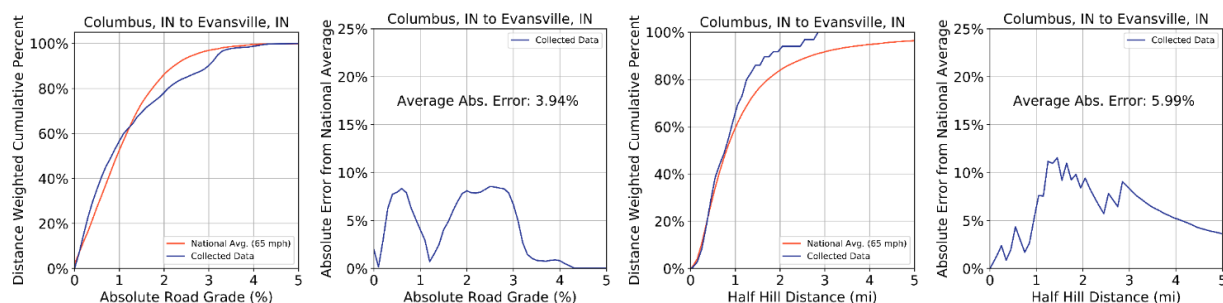 Columbus, IN to Evansville, IN
Distance Weighted Cumulative Percent
100%
80%
60%
40%
20%
0%
National Avg. (65 mph)
Collected Data
0 1 2 3 4 5
Absolute Road Grade (%)
Columbus, IN to Evansville, IN
Absolute Error from National Average
25%
20%
15%
10%
5%
0%
Collected Data
Average Abs. Error: 3.94%
0 1 2 3 4 5
Absolute Road Grade (%)
Columbus, IN to Evansville, IN
Distance Weighted Cumulative Percent
100%
80%
60%
40%
20%
0%
National Avg. (65 mph)
Collected Data
0 1 2 3 4 5
Half Hill Distance (mi)
Columbus, IN to Evansville, IN
Absolute Error from National Average
25%
20%
15%
10%
5%
0%
Collected Data
Average Abs. Error: 5.99%
0 1 2 3 4 5
Half Hill Distance (mi)